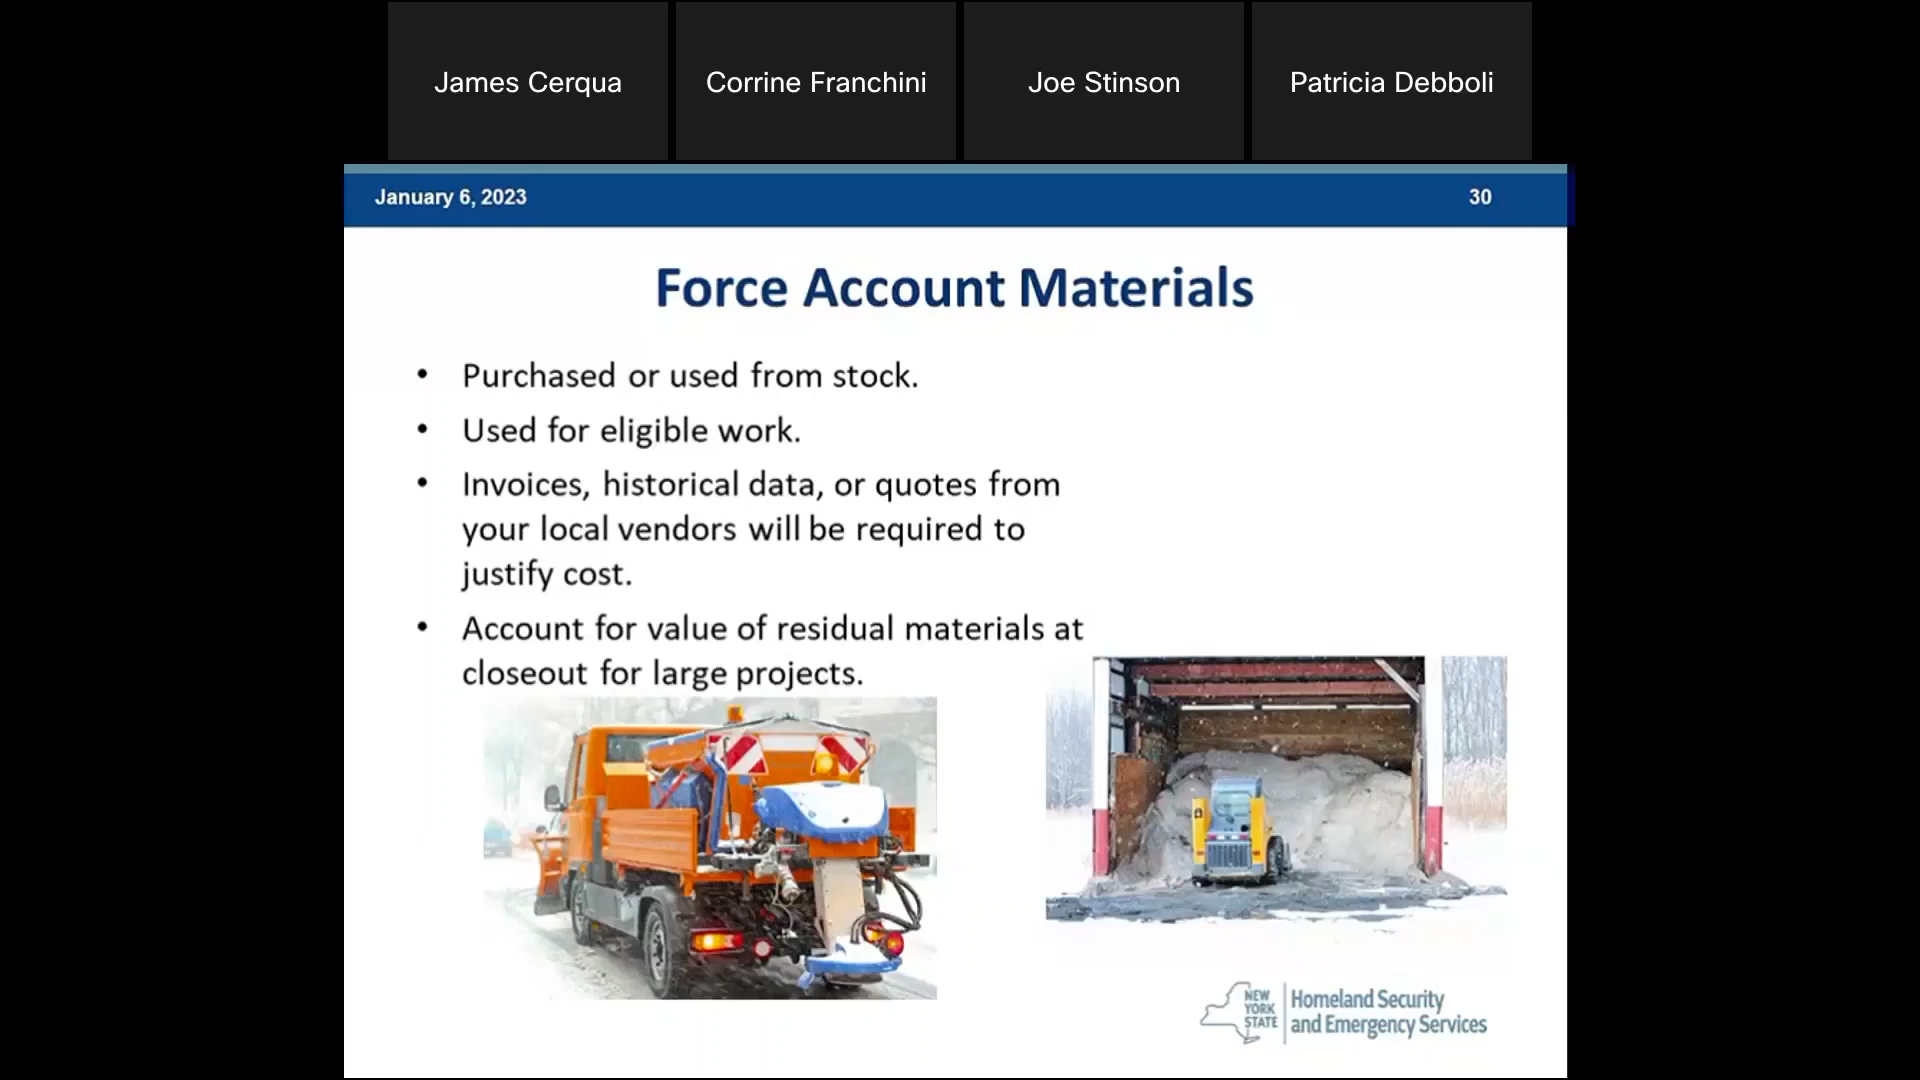 James Cerqua
Corrine Franchini
Joe Stinson
Patricia Debboli
January 6, 2023
30
Force Account Materials
• Purchased or used from stock.
• Used for eligible work.
• Invoices, historical data, or quotes from
your local vendors will be required to
justify cost.
• Account for value of residual materials at
closeout for large projects.
NEW
YORK
STATE
Homeland Security
and Emergency Services